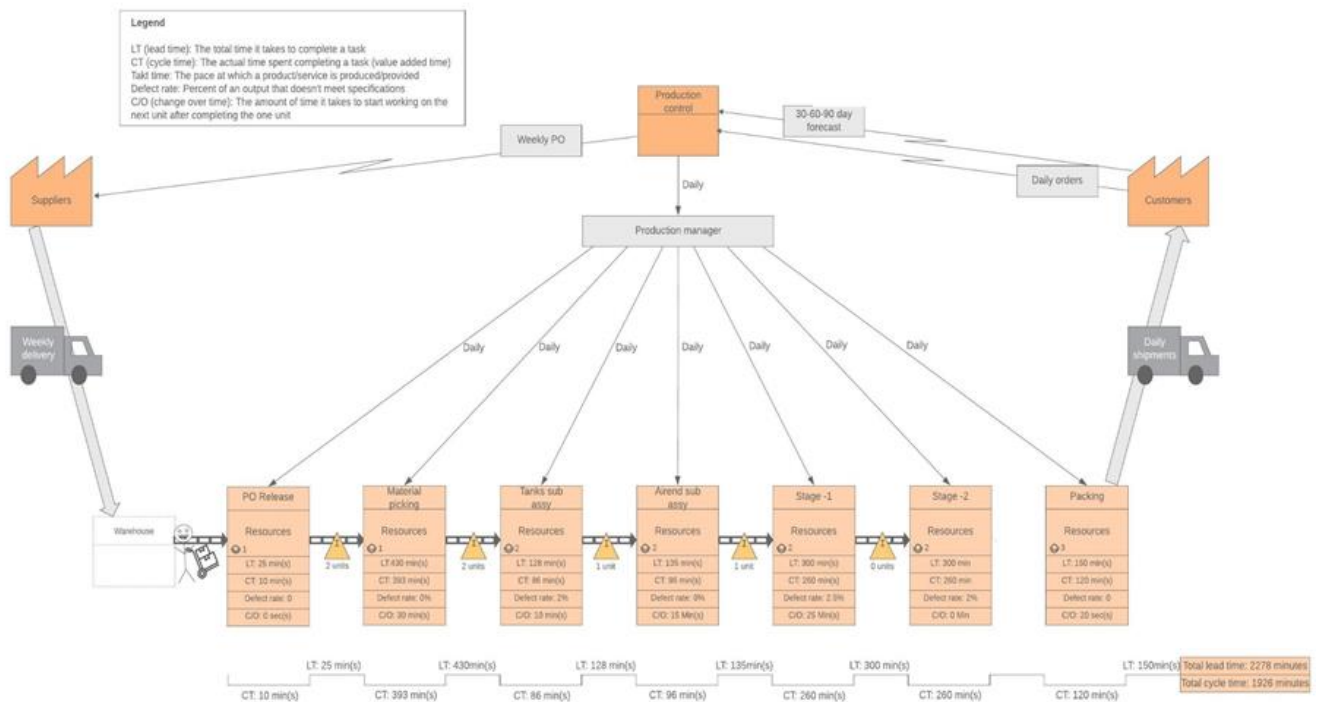 Legend
LT (lead time): The total time it takes to complete a task
CT (cycle time): The actual time spent completing a task (value added time)
Takt time: The pace at which a product/service is produced/provided
Defect rate: Percent of an output that doesn't meet specifications
C/O (change over time): The amount of time it takes to start working on the
next unit after completing the one unit
Production
control
30-60-90 day
forecast
Weekly PO
Daily orders
Suppliers
Customers
Daily
Production manager
Weekly
delivery
Daily
Daily
Daily
Daily
Daily
Daily
Daily
Daily
shipments
Warehouse
PO Release
Resources
1
LT: 25 min(s)
CT: 10 min(s)
Defect rate: 0
C/O: 0 sec(s)
2 units
Material
picking
Resources
1
LT:430 min(s)
CT: 393 min(s)
Defect rate: 0%
C/O: 30 min(s)
2 units
Tanks sub
assy
Resources
2
LT: 128 min(s)
CT: 86 min(s)
Defect rate: 2%
C/O: 10 min(s)
1 unit
Airend sub
assy
Resources
2
LT: 135 min(s)
CT: 96 min(s)
Defect rate: 0%
C/O: 15 Min(s)
1 unit
Stage -1
Resources
2
LT: 300 min(s)
CT: 260 min(s)
Defect rate: 2.5%
C/O: 25 Min(s)
0 units
Stage -2
Resources
2
LT: 300 min
CT: 260 min
Defect rate: 2%
C/O: 0 Min
Packing
Resources
3
LT: 150 min(s)
CT: 120 min(s)
Defect rate: 0
C/O: 20 sec(s)
LT: 25 min(s)
LT: 430min(s)
LT: 128 min(s)
LT: 135min(s)
LT: 300 min(s)
LT: 150min(s)
Total lead time: 2278 minutes
Total cycle time: 1926 minutes
CT: 10 min(s)
CT: 393 min(s)
CT: 86 min(s)
CT: 96 min(s)
CT: 260 min(s)
CT: 260 min(s)
CT: 120 min(s)